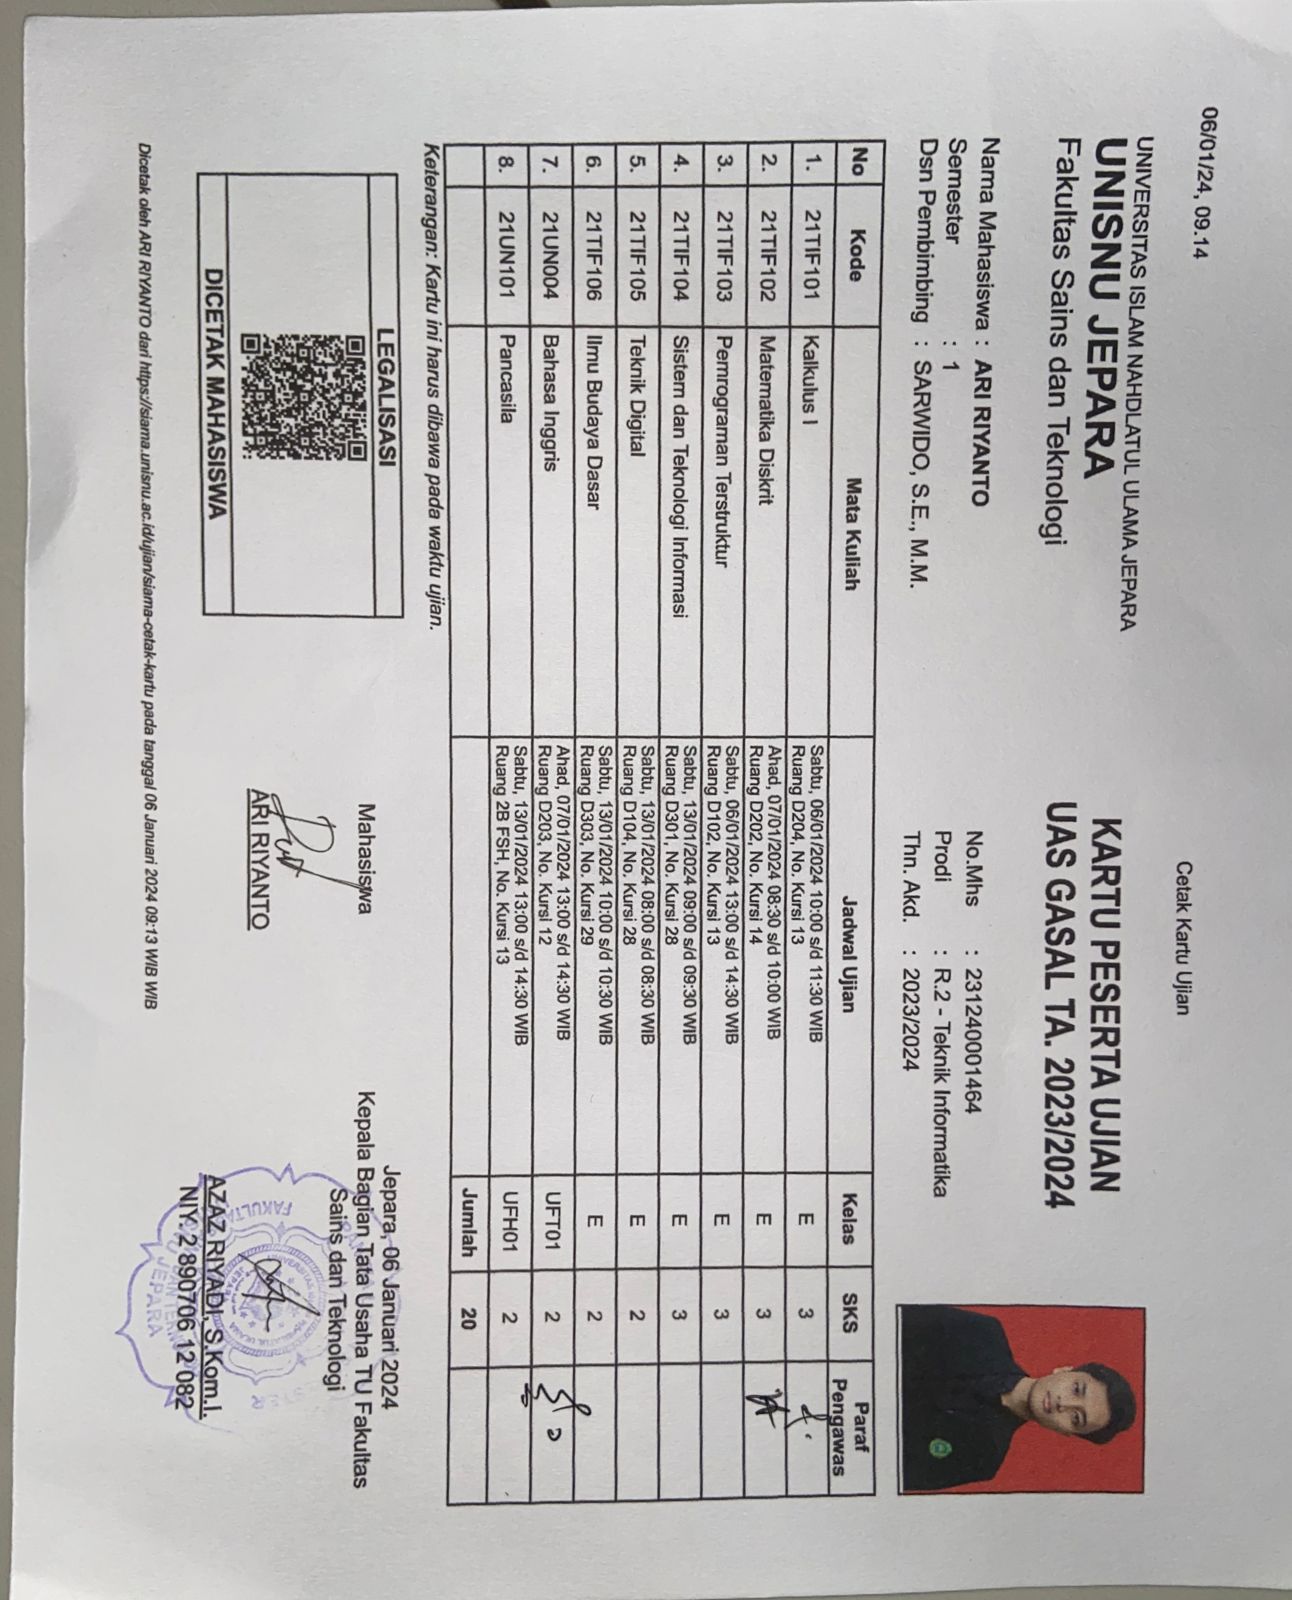 06/01/24, 09.14
Cetak Kartu Ujian
UNIVERSITAS ISLAM NAHDLATUL ULAMA JEPARA
UNISNU JEPARA
Fakultas Sains dan Teknologi
KARTU PESERTA UJIAN
UAS GASAL TA. 2023/2024
Nama Mahasiswa : ARI RIYANTO
Semester : 1
Dsn Pembimbing : SARWIDO, S.E., M.M.
No.Mhs : 231240001464
Prodi : R.2 - Teknik Informatika
Thn. Akd. : 2023/2024
No Kode Mata Kuliah Jadwal Ujian Kelas SKS Paraf Pengawas
1. 21TIF101 Kalkulus I Sabtu, 06/01/2024 10:00 s/d 11:30 WIB E 3
Ruang D204, No. Kursi 13
2. 21TIF102 Matematika Diskrit Ahad, 07/01/2024 08:30 s/d 10:00 WIB E 3
Ruang D202, No. Kursi 14
3. 21TIF103 Pemrograman Terstruktur Sabtu, 06/01/2024 13:00 s/d 14:30 WIB E 3
Ruang D102, No. Kursi 13
4. 21TIF104 Sistem dan Teknologi Informasi Sabtu, 13/01/2024 09:00 s/d 09:30 WIB E 3
Ruang D301, No. Kursi 28
5. 21TIF105 Teknik Digital Sabtu, 13/01/2024 08:00 s/d 08:30 WIB E 2
Ruang D104, No. Kursi 28
6. 21TIF106 Ilmu Budaya Dasar Sabtu, 13/01/2024 10:00 s/d 10:30 WIB E 2
Ruang D303, No. Kursi 29
7. 21UN004 Bahasa Inggris Ahad, 07/01/2024 13:00 s/d 14:30 WIB UFT01 2
Ruang D203, No. Kursi 12
8. 21UN101 Pancasila Sabtu, 13/01/2024 13:00 s/d 14:30 WIB UFH01 2
Ruang 2B FSH, No. Kursi 13
Jumlah 20
Keterangan: Kartu ini harus dibawa pada waktu ujian.
LEGALISASI
DICETAK MAHASISWA
Mahasiswa
ARI RIYANTO
Jepara, 06 Januari 2024
Kepala Bagian Tata Usaha TU Fakultas
Sains dan Teknologi
AZAZ RIYADI, S.Kom.I.
NIY. 2 890706 12 082
JEPARA
Dicetak oleh ARI RIYANTO dari https://siama.unisnu.ac.id/ujian/siama-cetak-kartu pada tanggal 06 Januari 2024 09:13 WIB WIB